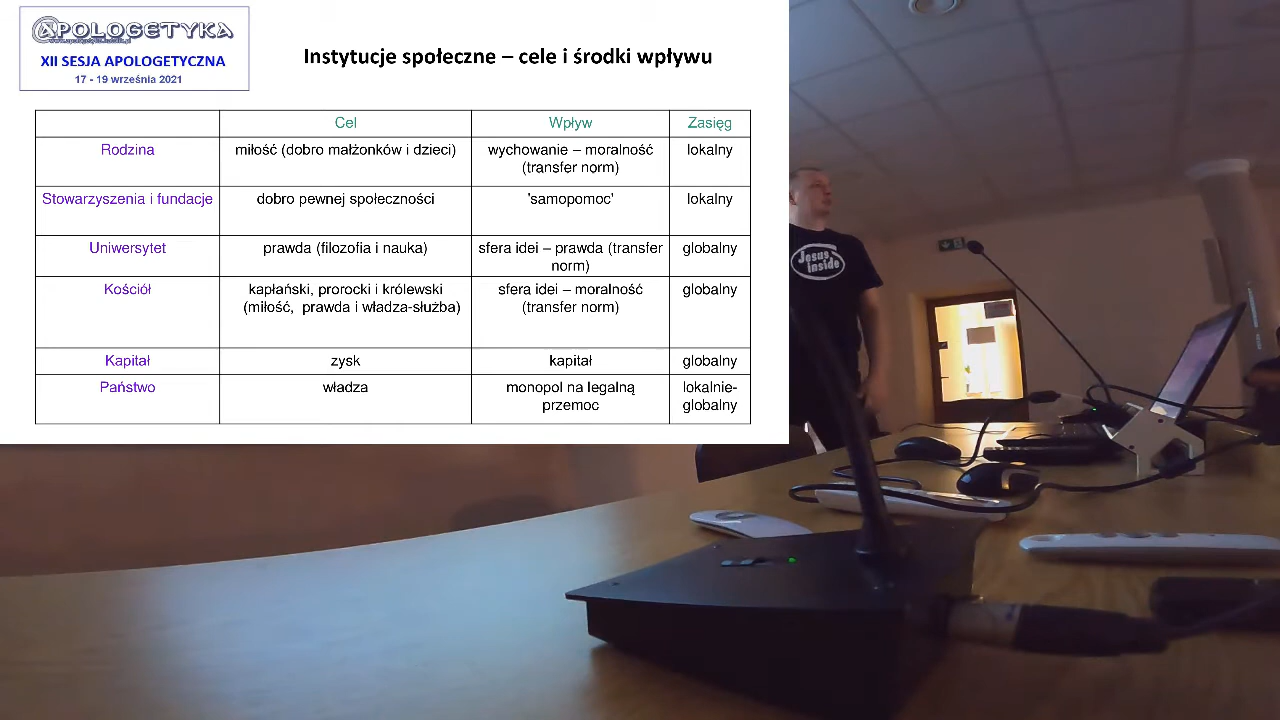 APOLOGETYKA
XII SESJA APOLOGETYCZNA
17 - 19 września 2021
Instytucje społeczne – cele i środki wpływu
Cel Wpływ Zasięg
Rodzina miłość (dobro małżonków i dzieci) wychowanie – moralność lokalny
(transfer norm)
Stowarzyszenia i fundacje dobro pewnej społeczności 'samopomoc' lokalny
Uniwersytet prawda (filozofia i nauka) sfera idei – prawda (transfer globalny
norm)
Kościół kapłański, prorocki i królewski sfera idei – moralność globalny
(miłość, prawda i władza-służba) (transfer norm)
Kapitał zysk kapitał globalny
Państwo władza monopol na legalną lokalnie-
przemoc globalny
Jesus
inside